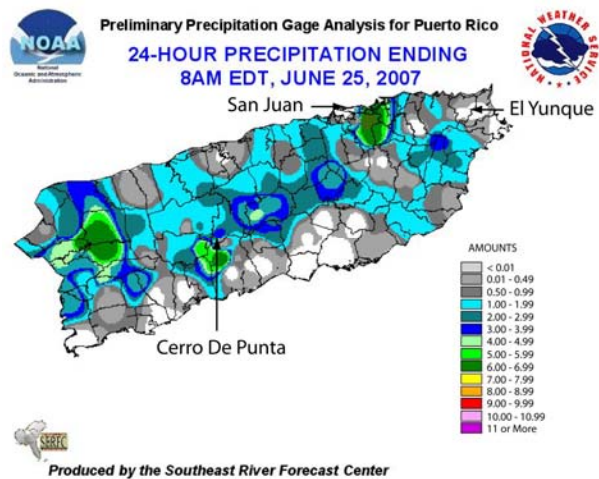 Preliminary Precipitation Gage Analysis for Puerto Rico
NOAA
National
Oceanic and Atmospheric
Administration
NATIONAL WEATHER SERVICE
24-HOUR PRECIPITATION ENDING
8AM EDT, JUNE 25, 2007
San Juan
El Yunque
Cerro De Punta
AMOUNTS
< 0.01
0.01 - 0.49
0.50 - 0.99
1.00 - 1.99
2.00 - 2.99
3.00 - 3.99
4.00 - 4.99
5.00 - 5.99
6.00 - 6.99
7.00 - 7.99
8.00 - 8.99
9.00 - 9.99
10.00 - 10.99
11 or More
SERFC
Produced by the Southeast River Forecast Center